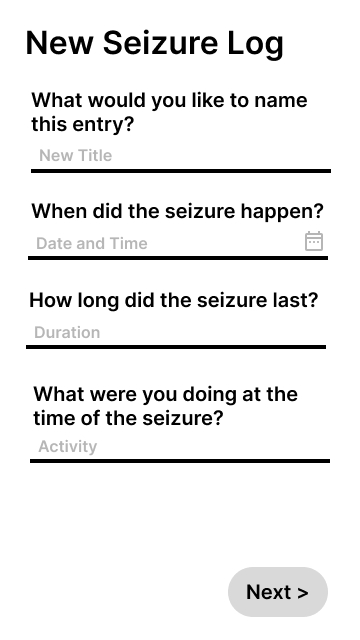 New Seizure Log
What would you like to name
this entry?
New Title
When did the seizure happen?
Date and Time
How long did the seizure last?
Duration
What were you doing at the
time of the seizure?
Activity
Next >